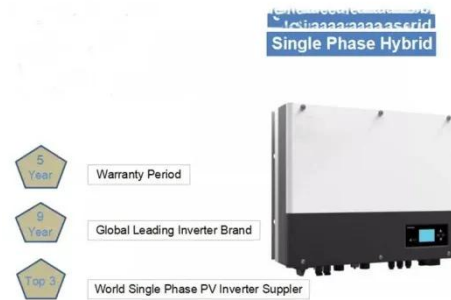 Single Phase Hybrid
5
Year
Warranty Period
9
Year
Global Leading Inverter Brand
Top 3
World Single Phase PV Inverter Suppler